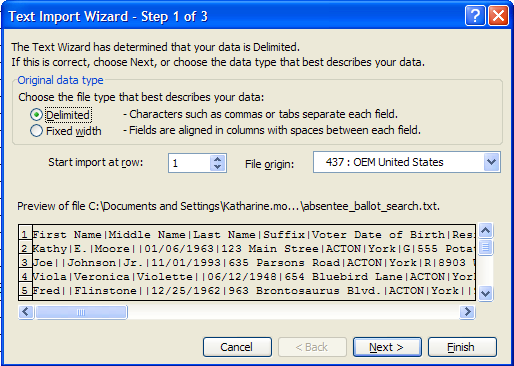 Text Import Wizard - Step 1 of 3
The Text Wizard has determined that your data is Delimited.
If this is correct, choose Next, or choose the data type that best describes your data.
Original data type
Choose the file type that best describes your data:
Delimited - Characters such as commas or tabs separate each field.
Fixed width - Fields are aligned in columns with spaces between each field.
Start import at row: 1 File origin: 437 : OEM United States
Preview of file C:\Documents and Settings\Katharine.mo...\absentee_ballot_search.txt.
1 First Name|Middle Name|Last Name|Suffix|Voter Date of Birth|Resi
2 Kathy|E.|Moore||01/06/1963|123 Main Stree|ACTON|York|G|555 Pota
3 Joe||Johnson|Jr.|11/01/1993|635 Parsons Road|ACTON|York|R|8903
4 Viola|Veronica|Violette||06/12/1948|654 Bluebird Lane|ACTON|Yor
5 Fred||Flinstone||12/25/1962|963 Brontosaurus Blvd.|ACTON|York||
Cancel < Back Next > Finish